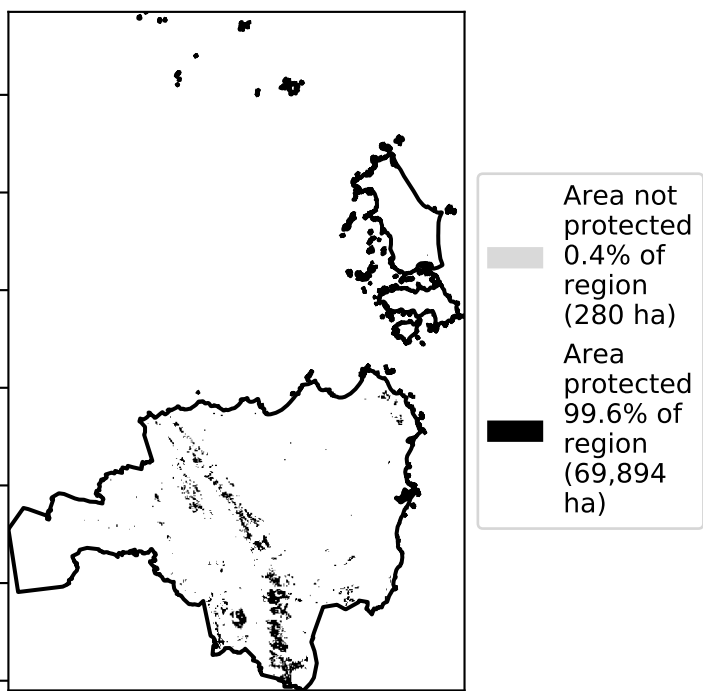 Area not
protected
0.4% of
region
(280 ha)
Area
protected
99.6% of
region
(69,894
ha)